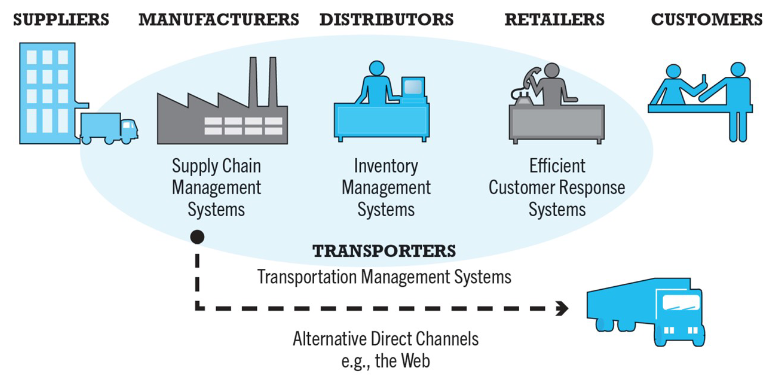 SUPPLIERS MANUFACTURERS DISTRIBUTORS RETAILERS CUSTOMERS
Supply Chain
Management
Systems
Inventory
Management
Systems
Efficient
Customer Response
Systems
TRANSPORTERS
Transportation Management Systems
Alternative Direct Channels
e.g., the Web